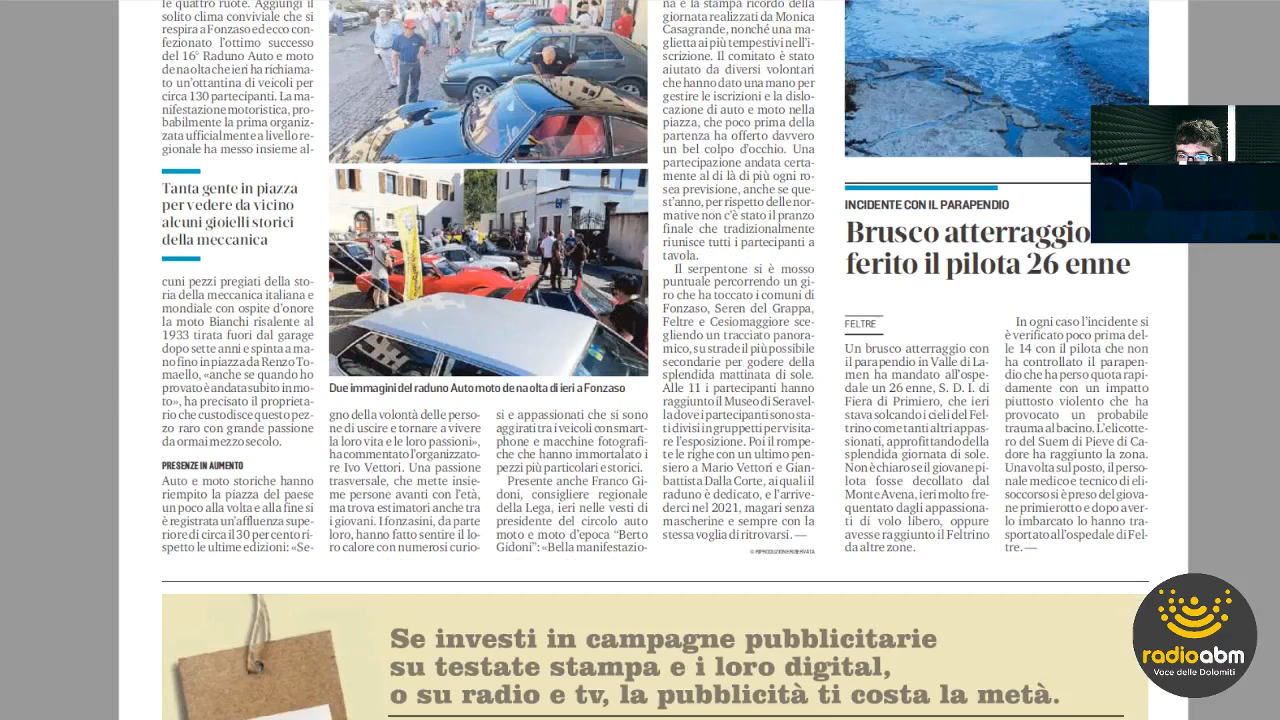 le quattro ruote. Aggiungi il
solito clima conviviale che si
respira a Fonzaso ed ecco con-
fezionato l'ottimo successo
del 16° Raduno Auto e moto
de na olta che ieri ha richiama-
to un'ottantina di veicoli per
circa 130 partecipanti. La ma-
nifestazione motoristica, pro-
babilmente la prima organiz-
zata ufficialmente a livello re-
gionale ha messo insieme al-
Tanta gente in piazza
per vedere da vicino
alcuni gioielli storici
della meccanica
cuni pezzi pregiati della sto-
ria della meccanica italiana e
mondiale con ospite d'onore
la moto Bianchi risalente al
1933 tirata fuori dal garage
dopo sette anni e spinta a ma-
no fino in piazza da Renzo To-
maello, «anche se quando ho
provato è andata subito in mo-
to», ha precisato il proprieta-
rio che custodisce questo pez-
zo raro con grande passione
da ormai mezzo secolo.
PRESENZE IN AUMENTO
Auto e moto storiche hanno
riempito la piazza del paese
un poco alla volta e alla fine si
è registrata un'affluenza supe-
riore di circa il 30 per cento ri-
spetto le ultime edizioni: «Se-
Due immagini del raduno Auto moto de na olta di ieri a Fonzaso
gno della volontà delle perso-
ne di uscire e tornare a vivere
la loro vita e le loro passioni»,
ha commentato l'organizzato-
re Ivo Vettori. Una passione
trasversale, che mette insie-
me persone avanti con l'età,
ma trova estimatori anche tra
i giovani. I fonzasini, da parte
loro, hanno fatto sentire il lo-
ro calore con numerosi curio-
si e appassionati che si sono
aggirati tra i veicoli con smart-
phone e macchine fotografi-
che che hanno immortalato i
pezzi più particolari e storici.
Presente anche Franco Gi-
doni, consigliere regionale
della Lega, ieri nelle vesti di
presidente del circolo auto
moto e moto d'epoca “Berto
Gidoni”: «Bella manifestazio-
na e la stampa ricordo della
giornata realizzati da Monica
Casagrande, nonché una ma-
glietta ai più tempestivi nell'i-
scrizione. Il comitato è stato
aiutato da diversi volontari
che hanno dato una mano per
gestire le iscrizioni e la dislo-
cazione di auto e moto nella
piazza, che poco prima della
partenza ha offerto davvero
un bel colpo d'occhio. Una
partecipazione andata certa-
mente al di là di più ogni ro-
sea previsione, anche se que-
st'anno, per rispetto delle nor-
mative non c'è stato il pranzo
finale che tradizionalmente
riunisce tutti i partecipanti a
tavola.
Il serpentone si è mosso
puntuale percorrendo un gi-
ro che ha toccato i comuni di
Fonzaso, Seren del Grappa,
Feltre e Cesiomaggiore sce-
gliendo un tracciato panora-
mico, su strade il più possibile
secondarie per godere della
splendida mattinata di sole.
Alle 11 i partecipanti hanno
raggiunto il Museo di Seravel-
la dove i partecipanti sono sta-
ti divisi in gruppetti per visita-
re l'esposizione. Poi il rompe-
te le righe con un ultimo pen-
siero a Mario Vettori e Gian-
battista Dalla Corte, ai quali il
raduno è dedicato, e l'arrive-
derci nel 2021, magari senza
mascherine e sempre con la
stessa voglia di ritrovarsi. —
© RIPRODUZIONE RISERVATA
INCIDENTE CON IL PARAPENDIO
Brusco atterraggio
ferito il pilota 26 enne
FELTRE
Un brusco atterraggio con
il parapendio in Valle di La-
men ha mandato all'ospe-
dale un 26 enne, S. D. I. di
Fiera di Primiero, che ieri
stava solcando i cieli del Fel-
trino come tanti altri appas-
sionati, approfittando della
splendida giornata di sole.
Non è chiaro se il giovane pi-
lota fosse decollato dal
Monte Avena, ieri molto fre-
quentato dagli appassiona-
ti di volo libero, oppure
avesse raggiunto il Feltrino
da altre zone.
In ogni caso l'incidente si
è verificato poco prima del-
le 14 con il pilota che non
ha controllato il parapen-
dio che ha perso quota rapi-
damente con un impatto
piuttosto violento che ha
provocato un probabile
trauma al bacino. L'elicotte-
ro del Suem di Pieve di Ca-
dore ha raggiunto la zona.
Una volta sul posto, il perso-
nale medico e tecnico di eli-
soccorso si è preso del giova-
ne primierotto e dopo aver-
lo imbarcato lo hanno tra-
sportato all'ospedale di Fel-
tre. —
Se investi in campagne pubblicitarie
su testate stampa e i loro digital,
o su radio e tv, la pubblicità ti costa la metà.
radioabm
Voce delle Dolomiti